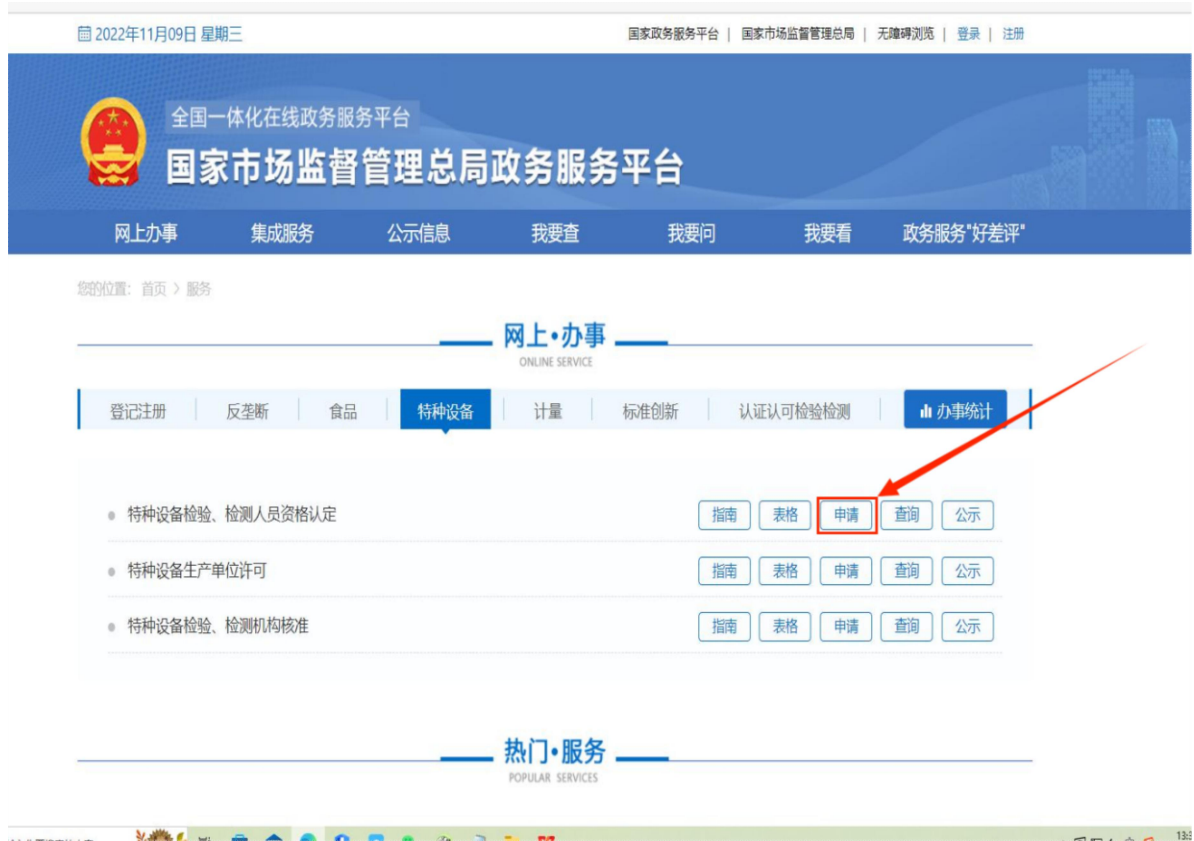 2022年11月09日 星期三 国家政务服务平台 | 国家市场监督管理总局 | 无障碍浏览 | 登录 | 注册
全国一体化在线政务服务平台
国家市场监督管理总局政务服务平台
网上办事 集成服务 公示信息 我要查 我要问 我要看 政务服务"好差评"
您的位置: 首页 > 服务
网上•办事
ONLINE SERVICE
登记注册 反垄断 食品 特种设备 计量 标准创新 认证认可检验检测 办事统计
特种设备检验、检测人员资格认定 指南 表格 申请 查询 公示
特种设备生产单位许可 指南 表格 申请 查询 公示
特种设备检验、检测机构核准 指南 表格 申请 查询 公示
热门•服务
POPULAR SERVICES